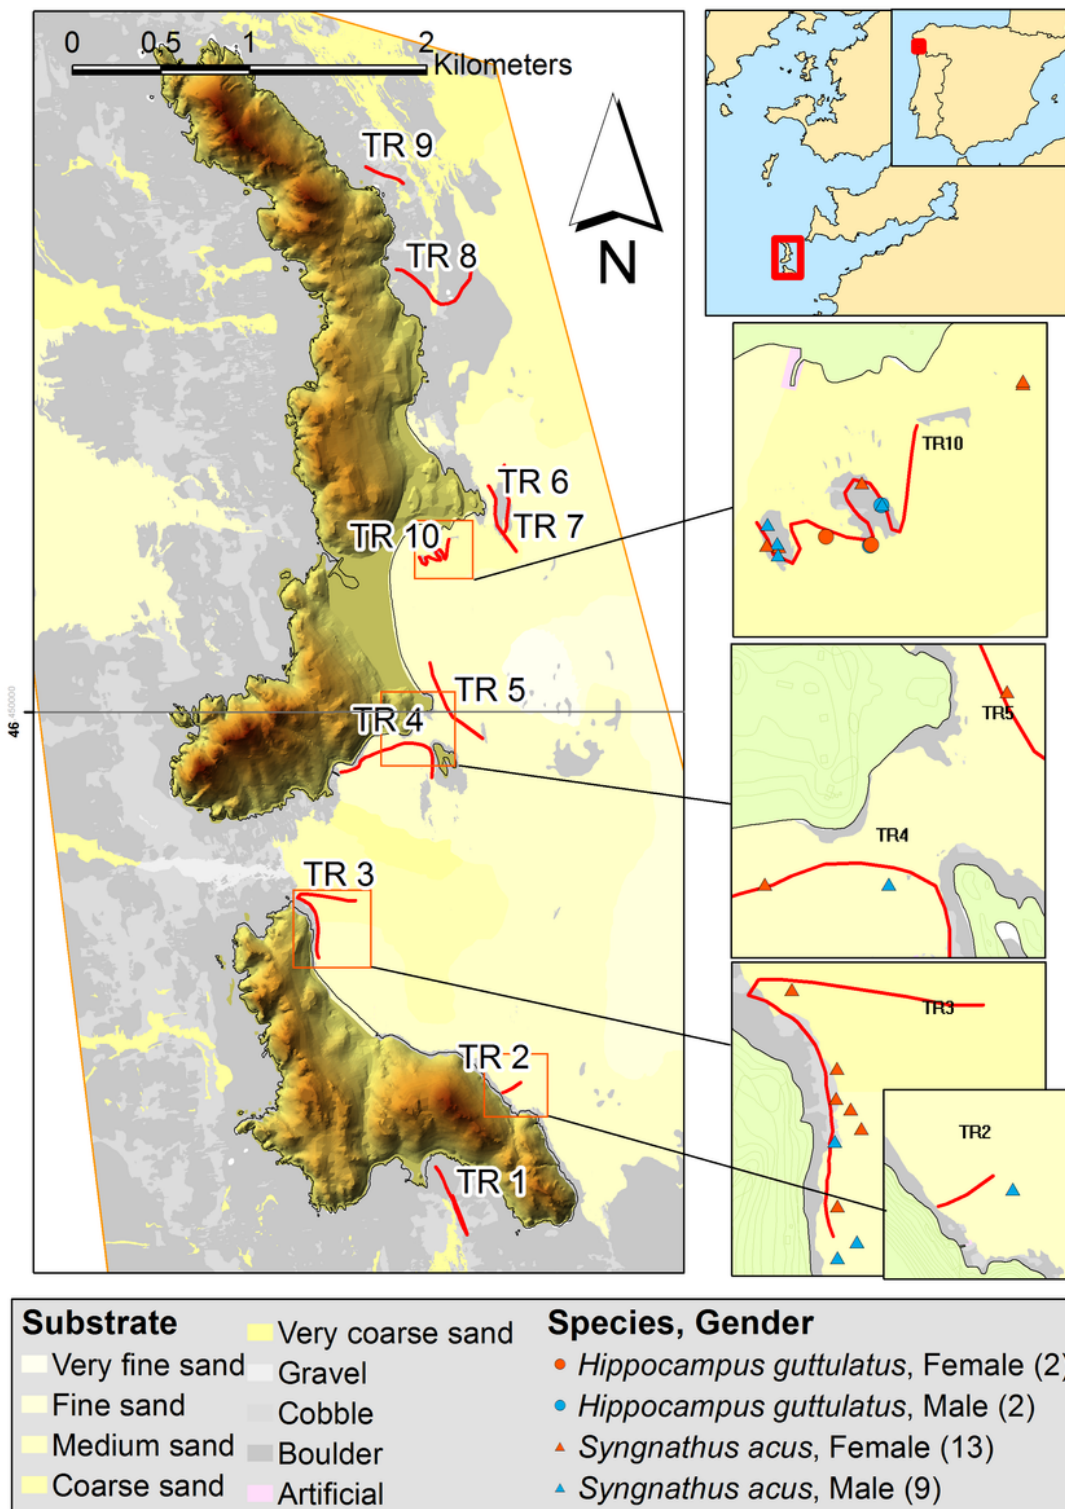 0 0.5 1 2
Kilometers
TR 9
TR 8
N
TR 6
TR 7
TR 10
TR 5
TR 4
TR 3
TR 2
TR 1
46
TR10
TR5
TR4
TR3
TR2
Substrate
Very fine sand
Fine sand
Medium sand
Coarse sand
Very coarse sand
Gravel
Cobble
Boulder
Artificial
Species, Gender
Hippocampus guttulatus, Female (2)
Hippocampus guttulatus, Male (2)
Syngnathus acus, Female (13)
Syngnathus acus, Male (9)